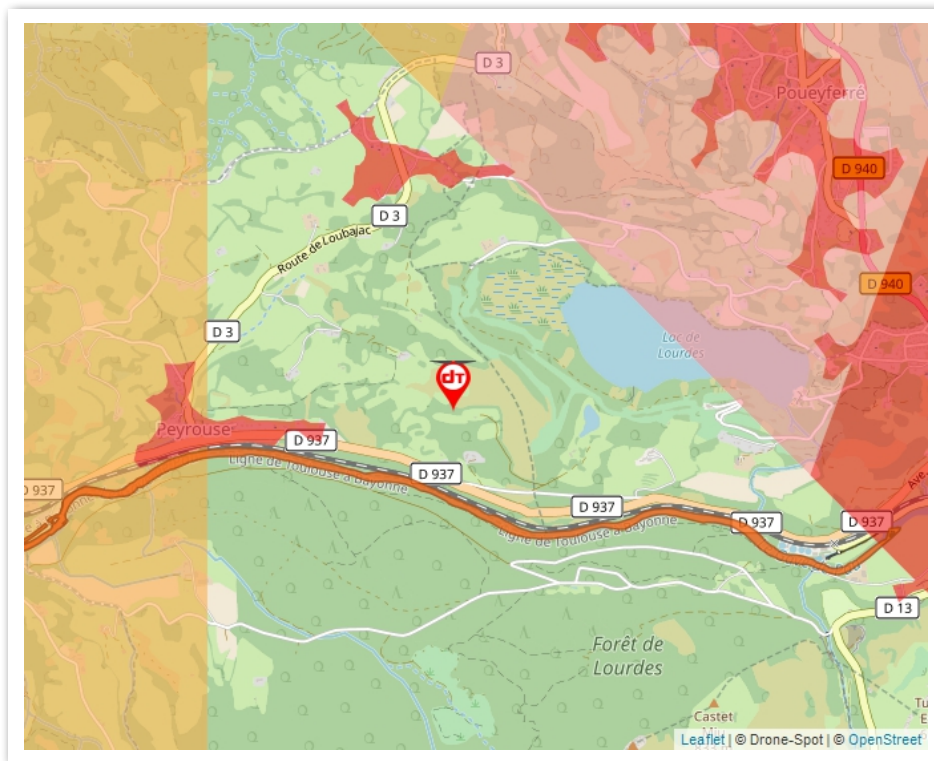 D 3
Poueyferré
D 940
D 3
Route de Loubajac
D 940
D 3
Lac de
Lourdes
dT
Peyrouse
D 937
Ligne de Toulouse à Bayonne
D 937
D 937
D 937
Ave
D 937
D 937
Ligne de Toulouse à Bayonne
D 13
Forêt de
Lourdes
Castet
Leaflet | © Drone-Spot | © OpenStreet